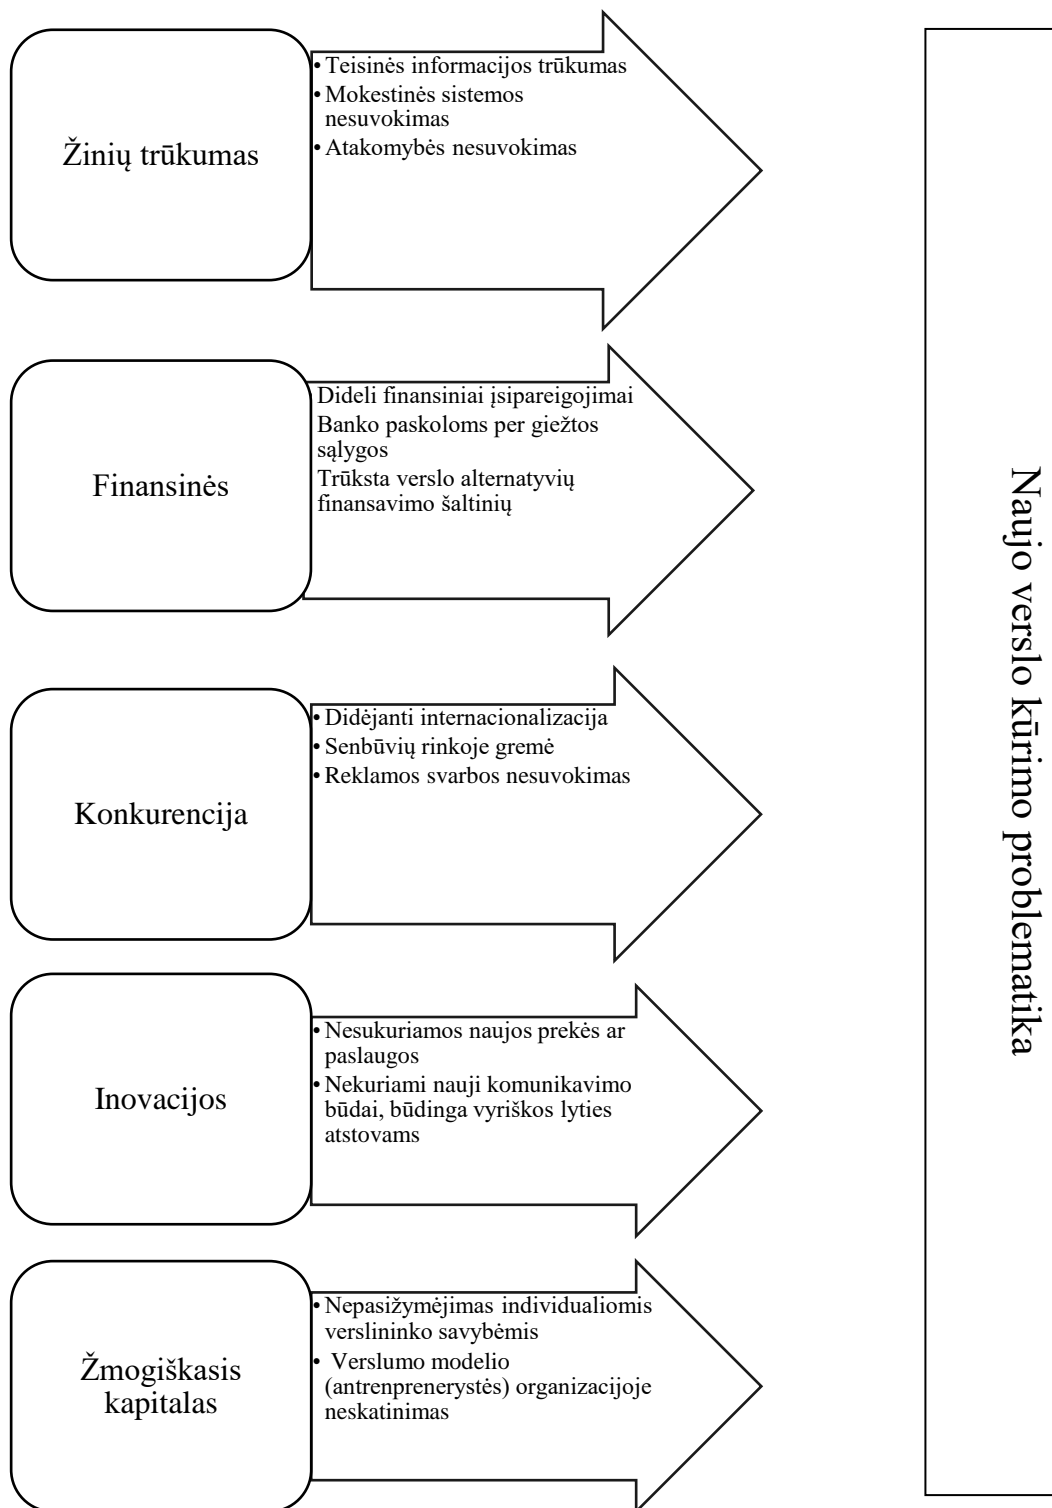 Žinių trūkumas
• Teisinės informacijos trūkumas
• Mokestinės sistemos
nesuvokimas
• Atakomybės nesuvokimas
Finansinės
Dideli finansiniai įsipareigojimai
Banko paskoloms per giežtos
sąlygos
Trūksta verslo alternatyvių
finansavimo šaltinių
Konkurencija
• Didėjanti internacionalizacija
• Senbūvių rinkoje gremė
• Reklamos svarbos nesuvokimas
Inovacijos
• Nesukuriamos naujos prekės ar
paslaugos
• Nekuriami nauji komunikavimo
būdai, būdinga vyriškos lyties
atstovams
Žmogiškasis
kapitalas
• Nepasižymėjimas individualiomis
verslininko savybėmis
• Verslumo modelio
(antrenprenerystės) organizacijoje
neskatinimas
Naujo verslo kūrimo problematika